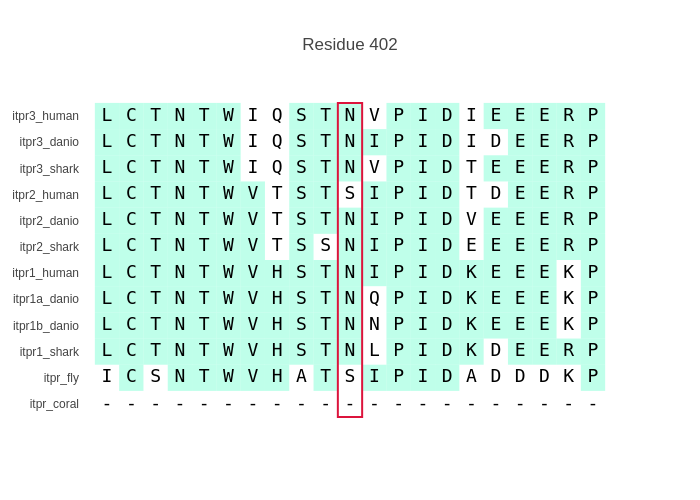 Residue 402
itpr3_human L C T N T W I Q S T N V P I D I E E E R P
itpr3_danio L C T N T W I Q S T N I P I D I D E E R P
itpr3_shark L C T N T W I Q S T N V P I D T E E E R P
itpr2_human L C T N T W V T S T S I P I D T D E E R P
itpr2_danio L C T N T W V T S T N I P I D V E E E R P
itpr2_shark L C T N T W V T S S N I P I D E E E E R P
itpr1_human L C T N T W V H S T N I P I D K E E E K P
itpr1a_danio L C T N T W V H S T N Q P I D K E E E K P
itpr1b_danio L C T N T W V H S T N N P I D K E E E K P
itpr1_shark L C T N T W V H S T N L P I D K D E E R P
itpr_fly I C S N T W V H A T S I P I D A D D D K P
itpr_coral - - - - - - - - - - - - - - - - - - - - -